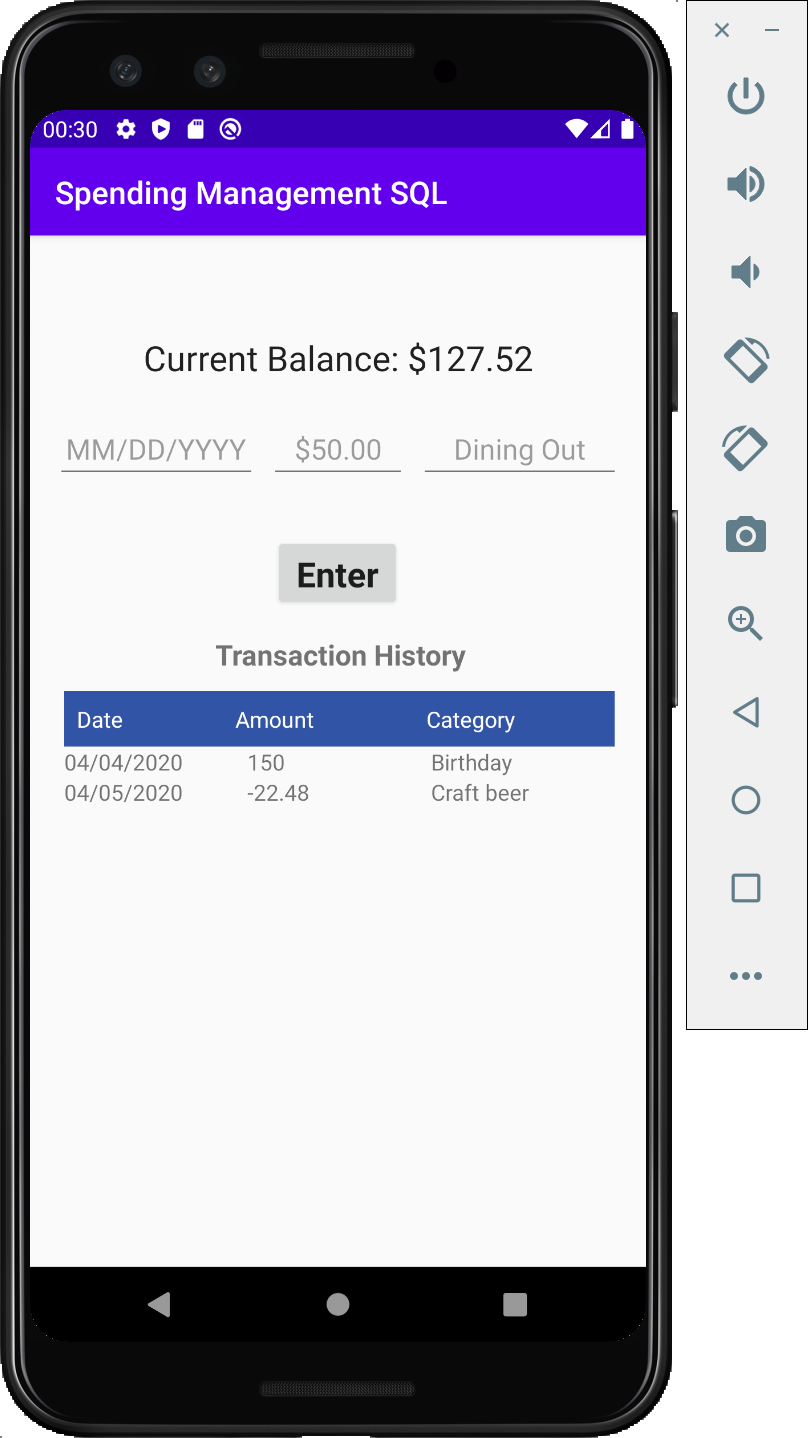 00:30
Spending Management SQL
Current Balance: $127.52
MM/DD/YYYY $50.00 Dining Out
Enter
Transaction History
Date Amount Category
04/04/2020 150 Birthday
04/05/2020 -22.48 Craft beer